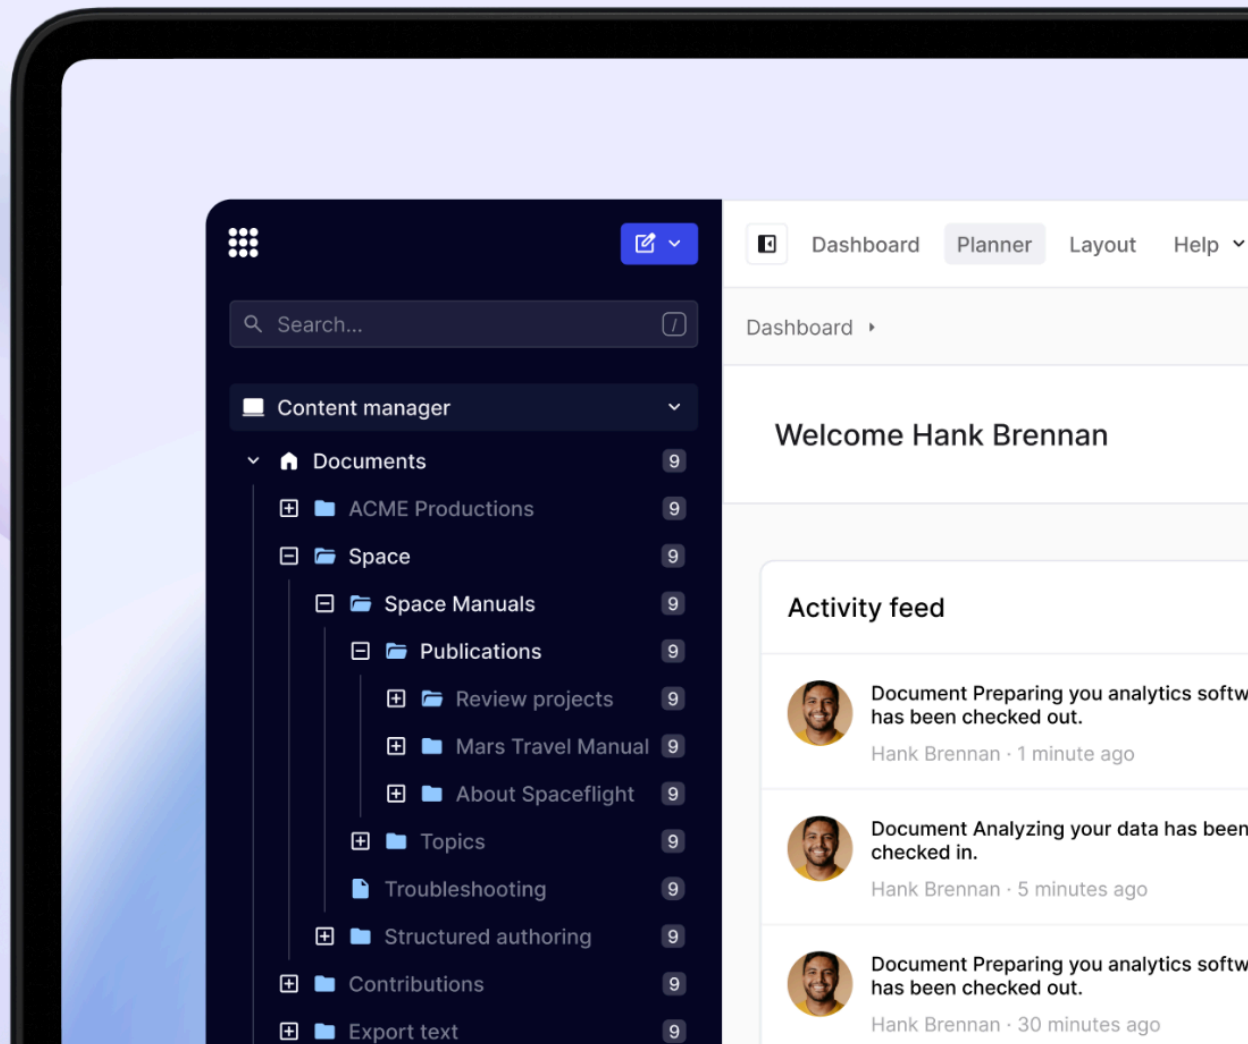 Dashboard
Planner
Layout
Help
Search...
/
Dashboard
Content manager
Welcome Hank Brennan
Documents 9
ACME Productions 9
Space 9
Space Manuals 9
Publications 9
Review projects 9
Mars Travel Manual 9
About Spaceflight 9
Topics 9
Troubleshooting 9
Structured authoring 9
Contributions 9
Export text 9
Activity feed
Document Preparing you analytics softw
has been checked out.
Hank Brennan · 1 minute ago
Document Analyzing your data has been
checked in.
Hank Brennan · 5 minutes ago
Document Preparing you analytics softw
has been checked out.
Hank Brennan · 30 minutes ago